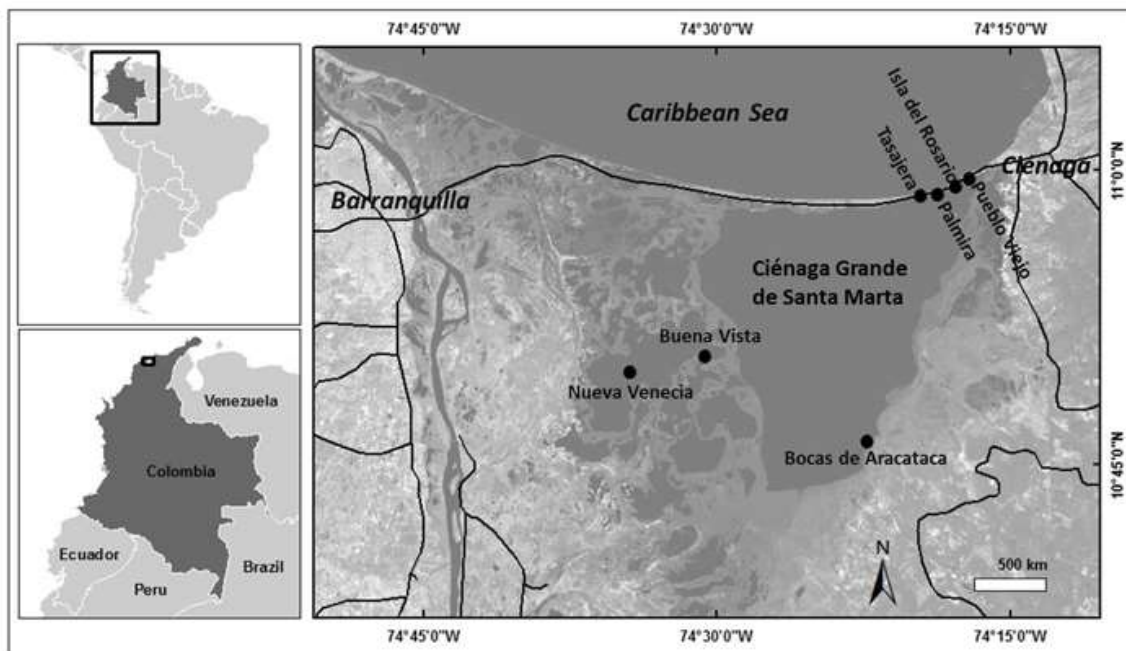 74°45'0"W
74°30'0"W
74°15'0"W
Caribbean Sea
Isla del Rosario
Tasajera
Ciénaga
11°0'0"N
Barranquilla
Palmira
Pueblo Viejo
Ciénaga Grande
de Santa Marta
Buena Vista
Nueva Venecia
Venezuela
Colombia
Bocas de Aracataca
10°45'0"N
Ecuador
Brazil
Peru
N
500 km
74°45'0"W
74°30'0"W
74°15'0"W